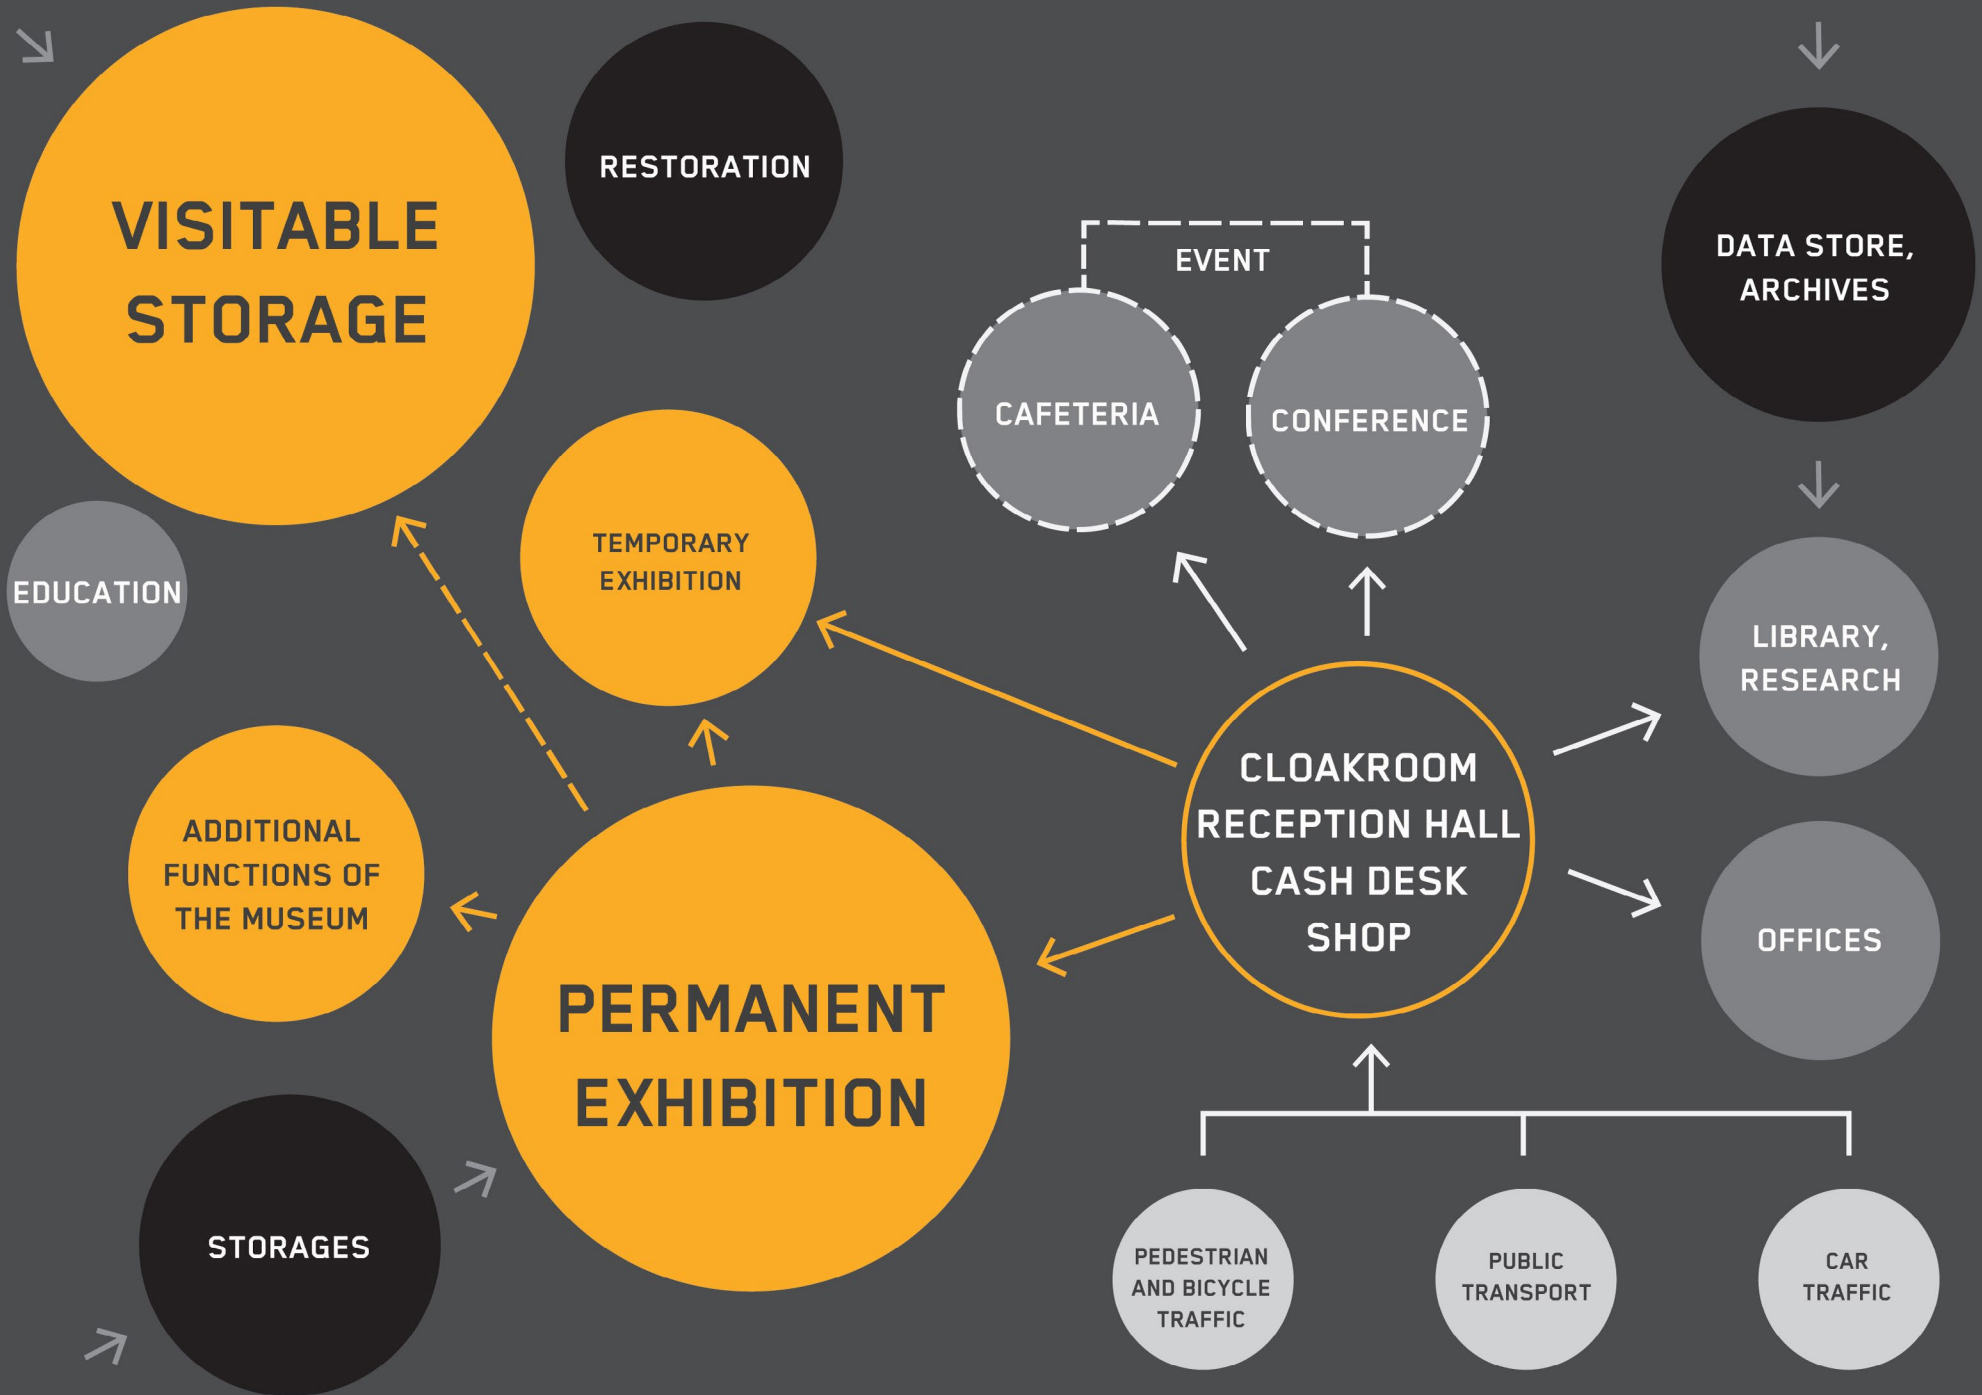 VISITABLE
STORAGE
RESTORATION
EVENT
CAFETERIA
CONFERENCE
DATA STORE,
ARCHIVES
EDUCATION
TEMPORARY
EXHIBITION
LIBRARY,
RESEARCH
ADDITIONAL
FUNCTIONS OF
THE MUSEUM
CLOAKROOM
RECEPTION HALL
CASH DESK
SHOP
OFFICES
PERMANENT
EXHIBITION
STORAGES
PEDESTRIAN
AND BICYCLE
TRAFFIC
PUBLIC
TRANSPORT
CAR
TRAFFIC